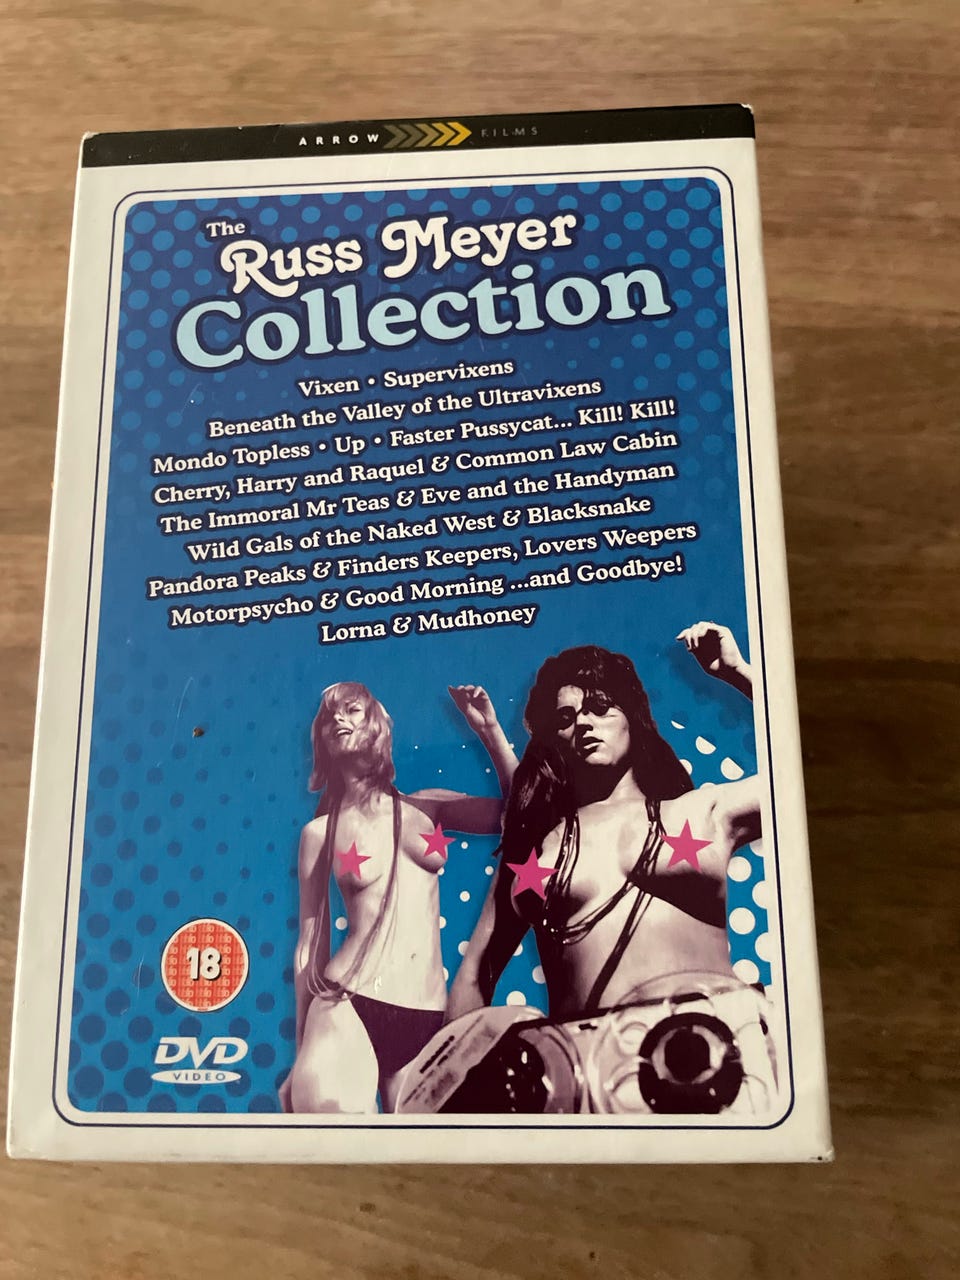 ARROW FILMS
The
Russ Meyer
Collection
Vixen • Supervixens
Beneath the Valley of the Ultravixens
Mondo Topless • Up • Faster Pussycat... Kill! Kill!
Cherry, Harry and Raquel & Common Law Cabin
The Immoral Mr Teas & Eve and the Handyman
Wild Gals of the Naked West & Blacksnake
Pandora Peaks & Finders Keepers, Lovers Weepers
Motorpsycho & Good Morning ...and Goodbye!
Lorna & Mudhoney
18
DVD
VIDEO